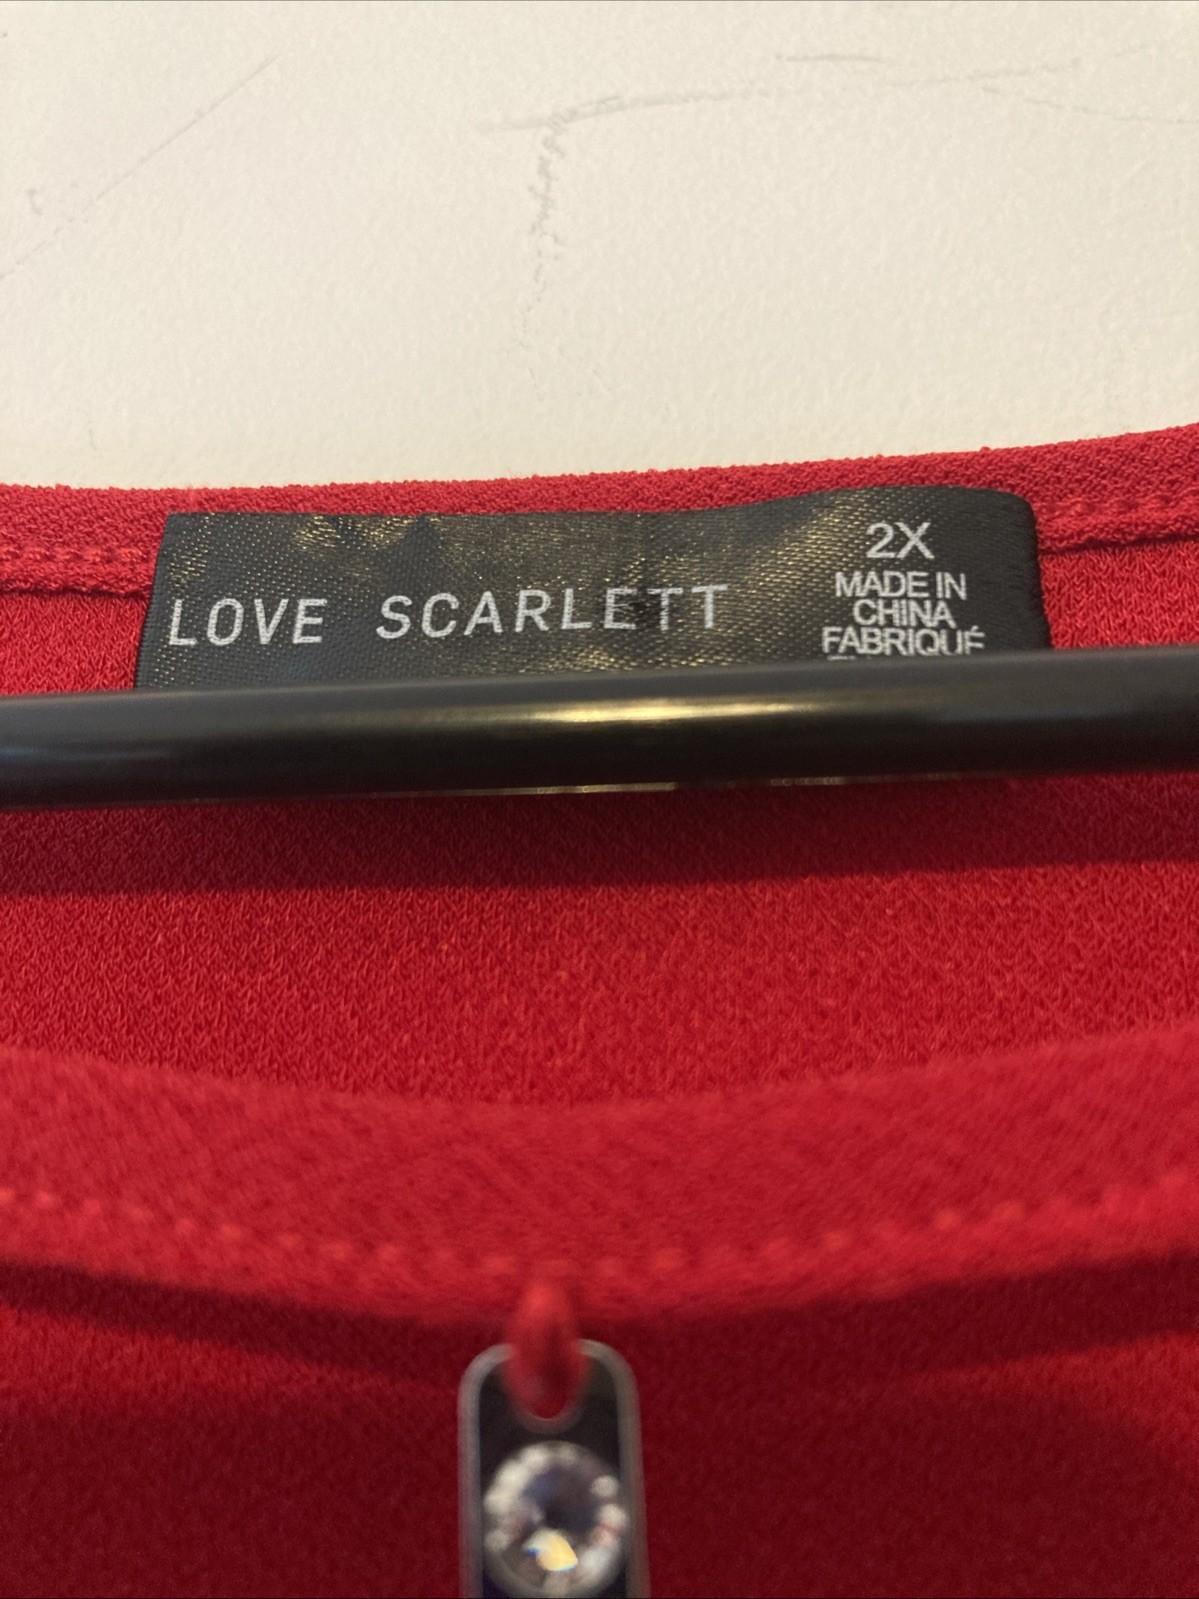 LOVE SCARLETT
2X
MADE IN
CHINA
FABRIQUÉ